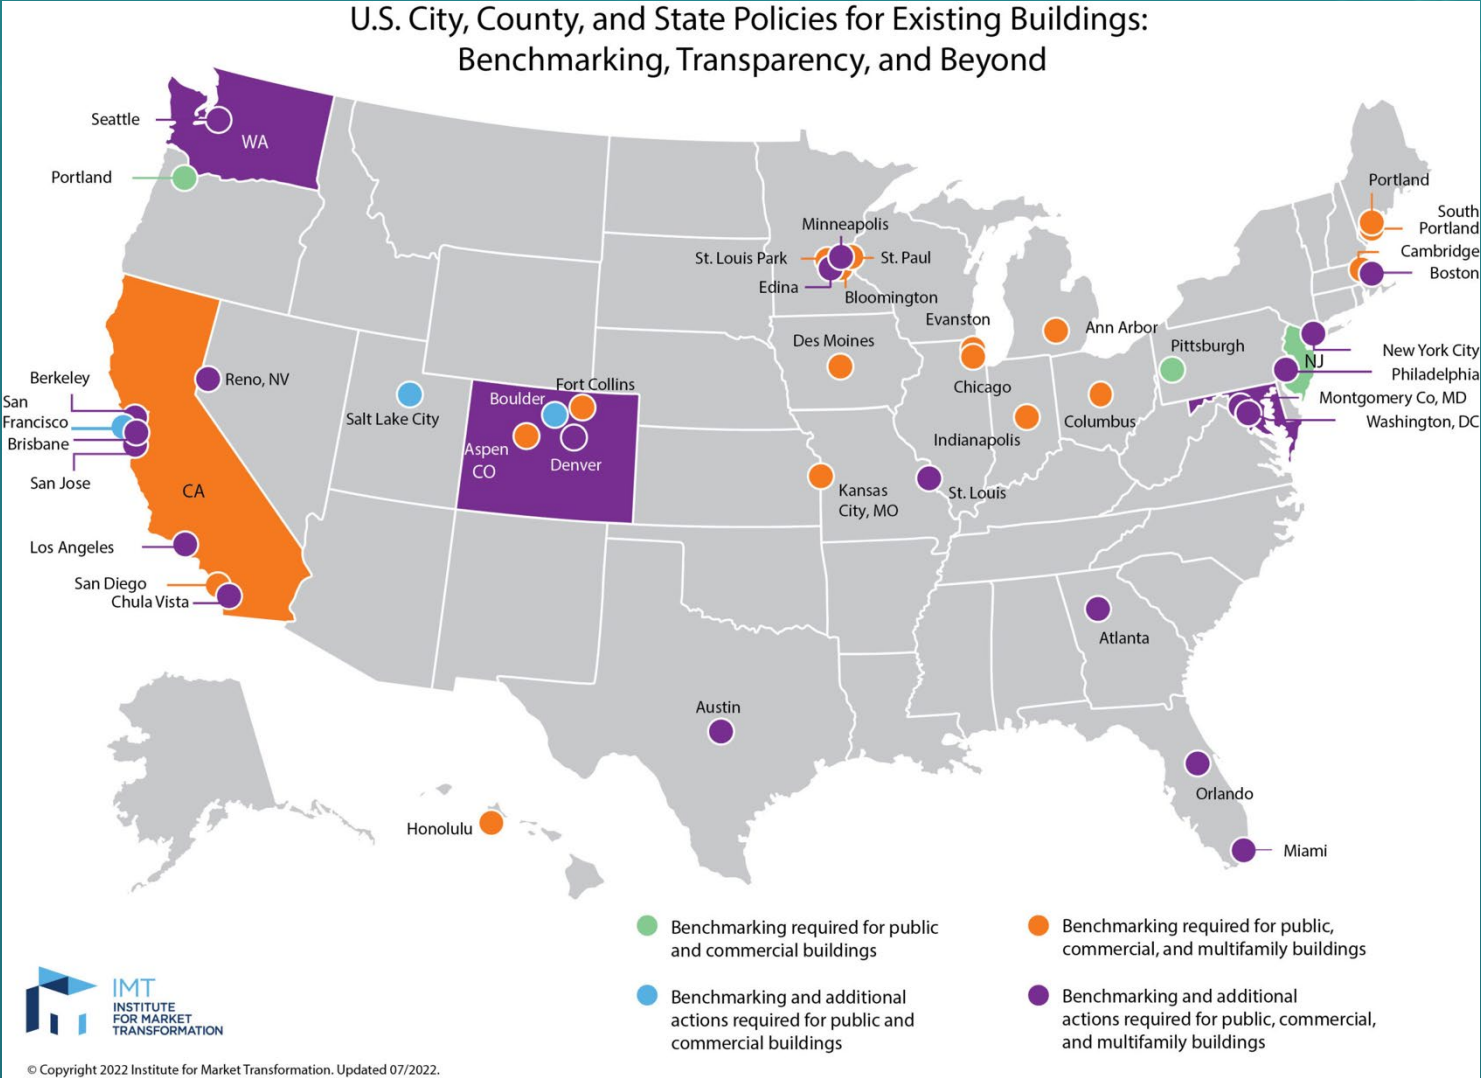 U.S. City, County, and State Policies for Existing Buildings:
Benchmarking, Transparency, and Beyond
Seattle
WA
Portland
Berkeley
San
Francisco
Brisbane
San Jose
Reno, NV
CA
Los Angeles
San Diego
Chula Vista
Salt Lake City
Fort Collins
Boulder
Aspen
CO
Denver
Minneapolis
St. Louis Park
St. Paul
Edina
Bloomington
Evanston
Des Moines
Chicago
Ann Arbor
Indianapolis
Columbus
Kansas
City, MO
St. Louis
Pittsburgh
Portland
South
Portland
Cambridge
Boston
NJ
New York City
Philadelphia
Montgomery Co, MD
Washington, DC
Atlanta
Austin
Orlando
Miami
Honolulu
Benchmarking required for public
and commercial buildings
Benchmarking required for public,
commercial, and multifamily buildings
Benchmarking and additional
actions required for public and
commercial buildings
Benchmarking and additional
actions required for public, commercial,
and multifamily buildings
IMT
INSTITUTE
FOR MARKET
TRANSFORMATION
© Copyright 2022 Institute for Market Transformation. Updated 07/2022.